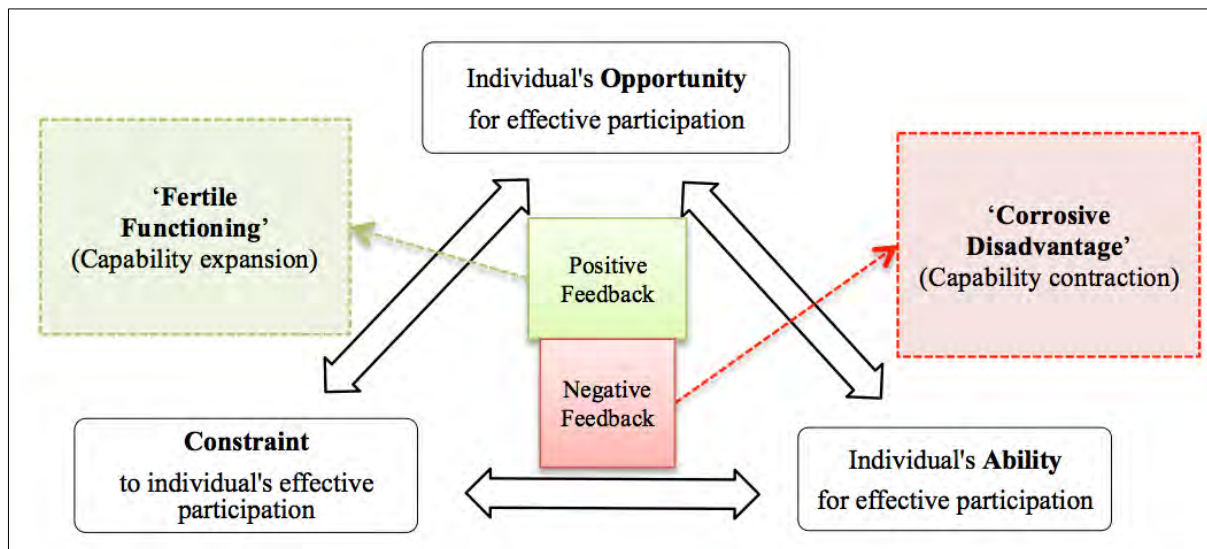 Individual's Opportunity
for effective participation
‘Fertile
Functioning’
(Capability expansion)
‘Corrosive
Disadvantage’
(Capability contraction)
Positive
Feedback
Negative
Feedback
Constraint
to individual's effective
participation
Individual's Ability
for effective participation